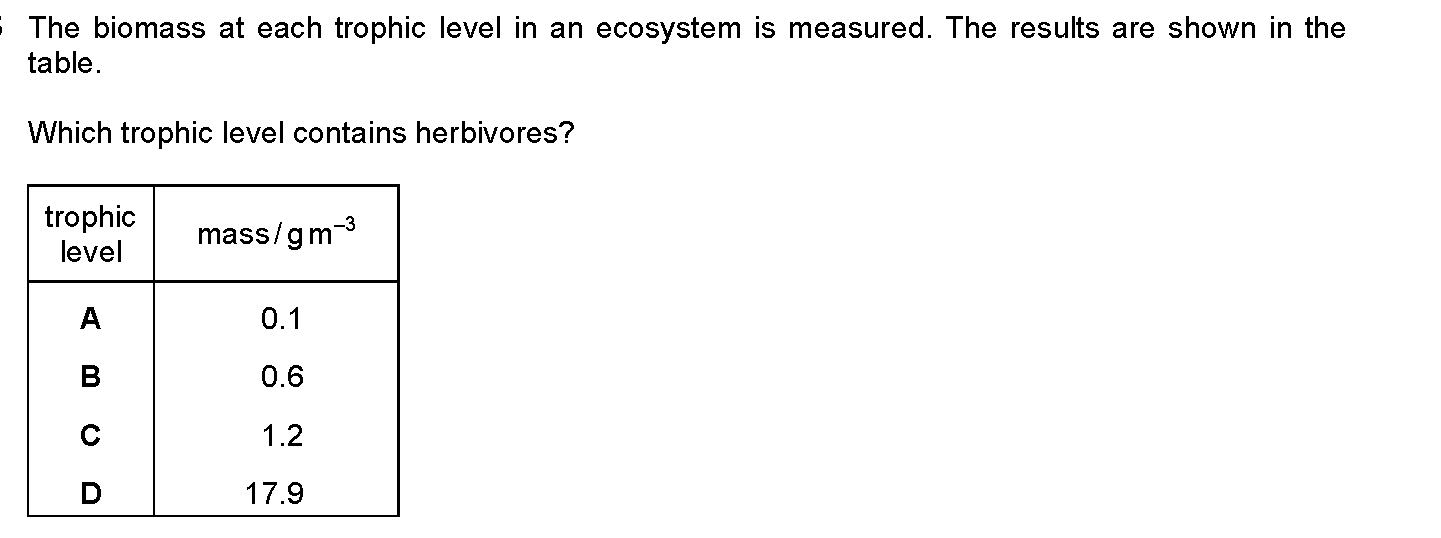 The biomass at each trophic level in an ecosystem is measured. The results are shown in the
table.
Which trophic level contains herbivores?
trophic
level
mass/gm⁻³
A 0.1
B 0.6
C 1.2
D 17.9